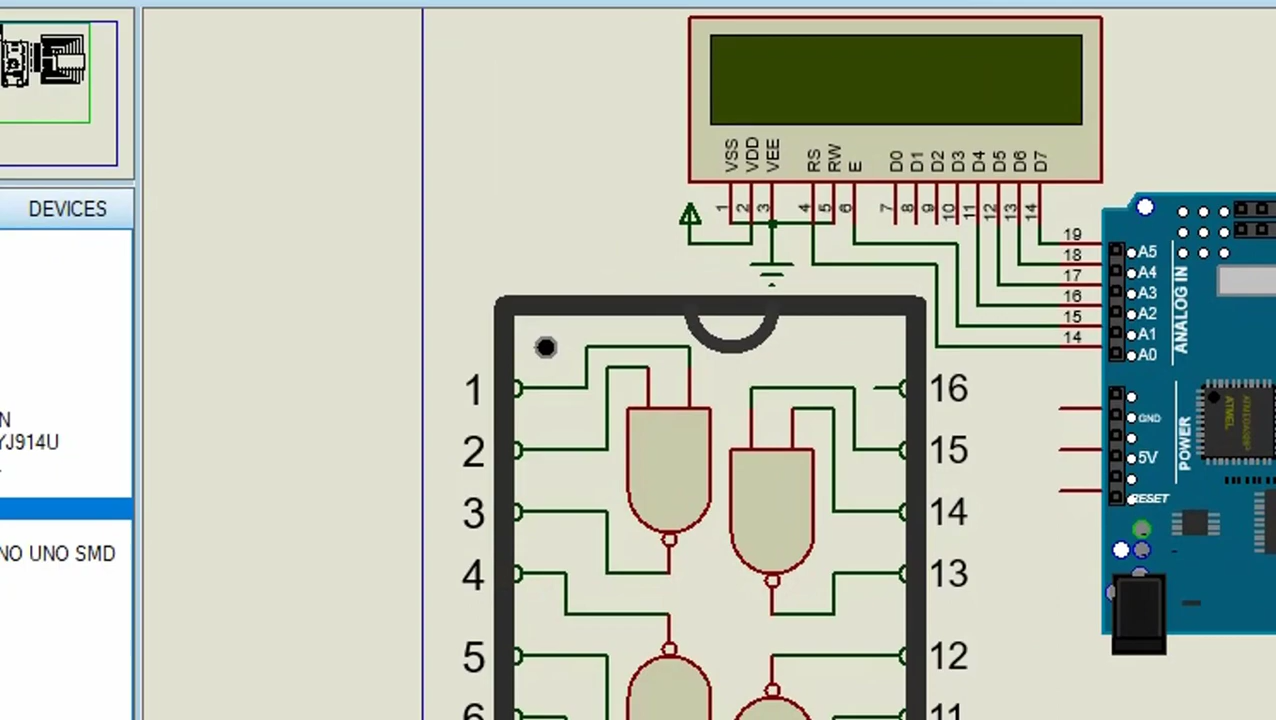 DEVICES
N
YJ914U
NO UNO SMD
VSS
VDD
VEE
RS
RW
E
D0
D1
D2
D3
D4
D5
D6
D7
1
2
3
4
5
6
7
8
9
10
11
12
13
14
19
18
17
16
15
14
A5
A4
A3
A2
A1
A0
ANALOG IN
GND
5V
POWER
RESET
ATMEL
1
2
3
4
5
6
16
15
14
13
12
11